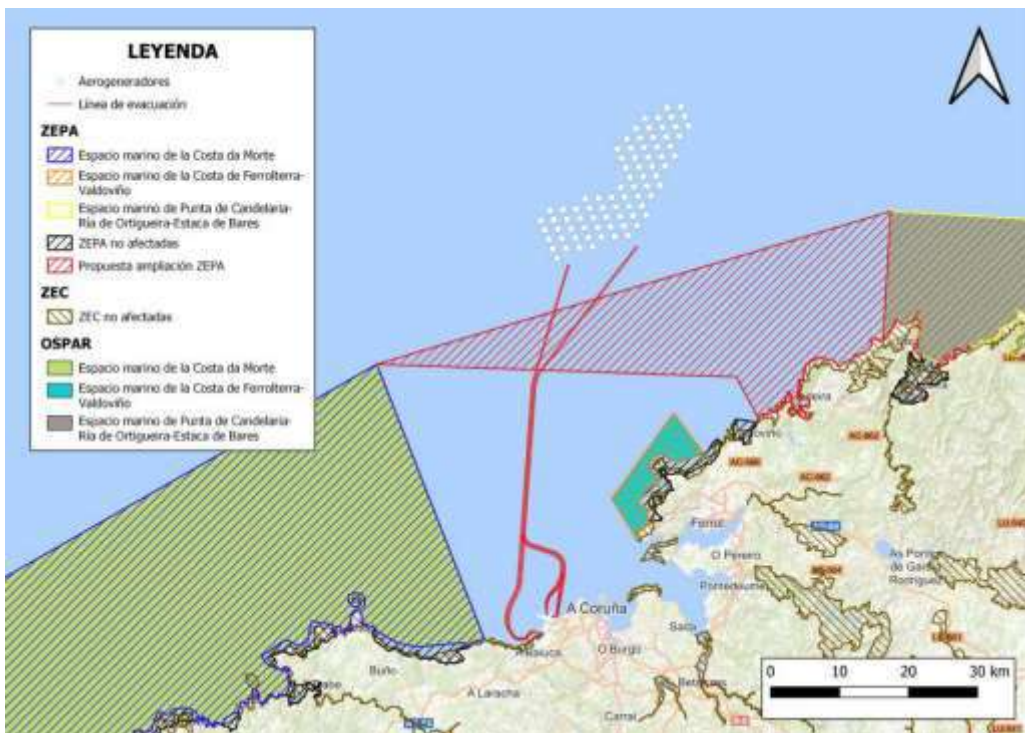 LEYENDA
Aerogeneradores
Línea de evacuación
ZEPA
Espacio marino de la Costa da Morte
Espacio marino de la Costa de Ferrolterra-
Valdoviño
Espacio marino de Punta de Candelaria-
Ría de Ortigueira-Estaca de Bares
ZEPA no afectadas
Propuesta ampliación ZEPA
ZEC
ZEC no afectadas
OSPAR
Espacio marino de la Costa da Morte
Espacio marino de la Costa de Ferrolterra-
Valdoviño
Espacio marino de Punta de Candelaria-
Ría de Ortigueira-Estaca de Bares
AC-862
AC-566
Ferrol
O Pereiro
As Pontes
de García
Rodríguez
Pontedeume
A Coruña
Sada
O Burgo
Buño
A Laracha
Carral
0 10 20 30 km